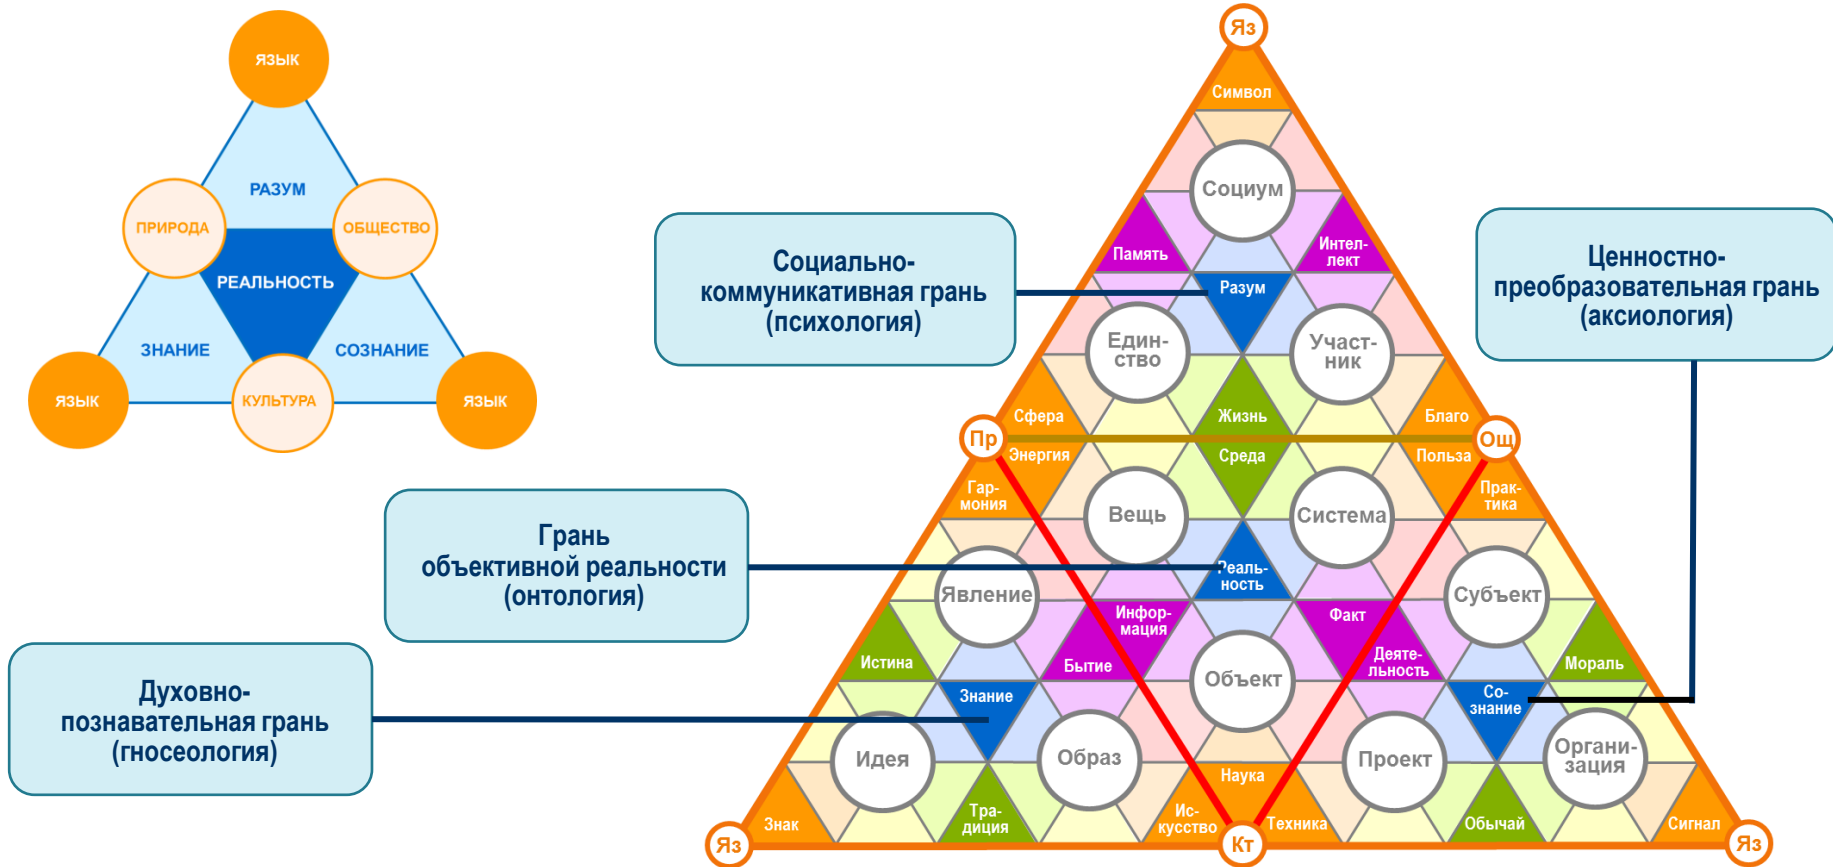 ЯЗЫК
РАЗУМ
ПРИРОДА
ОБЩЕСТВО
РЕАЛЬНОСТЬ
ЗНАНИЕ
СОЗНАНИЕ
ЯЗЫК
КУЛЬТУРА
ЯЗЫК
Социально-
коммуникативная грань
(психология)
Ценностно-
преобразовательная грань
(аксиология)
Грань
объективной реальности
(онтология)
Духовно-
познавательная грань
(гносеология)
Яз
Символ
Социум
Память
Интел-
лект
Разум
Един-
ство
Участ-
ник
Сфера
Жизнь
Благо
Пр
Ощ
Энергия
Среда
Польза
Гар-
мония
Прак-
тика
Вещь
Система
Реаль-
ность
Явление
Субъект
Инфор-
мация
Факт
Истина
Бытие
Деяте-
льность
Мораль
Объект
Знание
Со-
знание
Идея
Образ
Проект
Органи-
зация
Наука
Знак
Тра-
диция
Ис-
кусство
Техника
Обычай
Сигнал
Яз
Кт
Яз